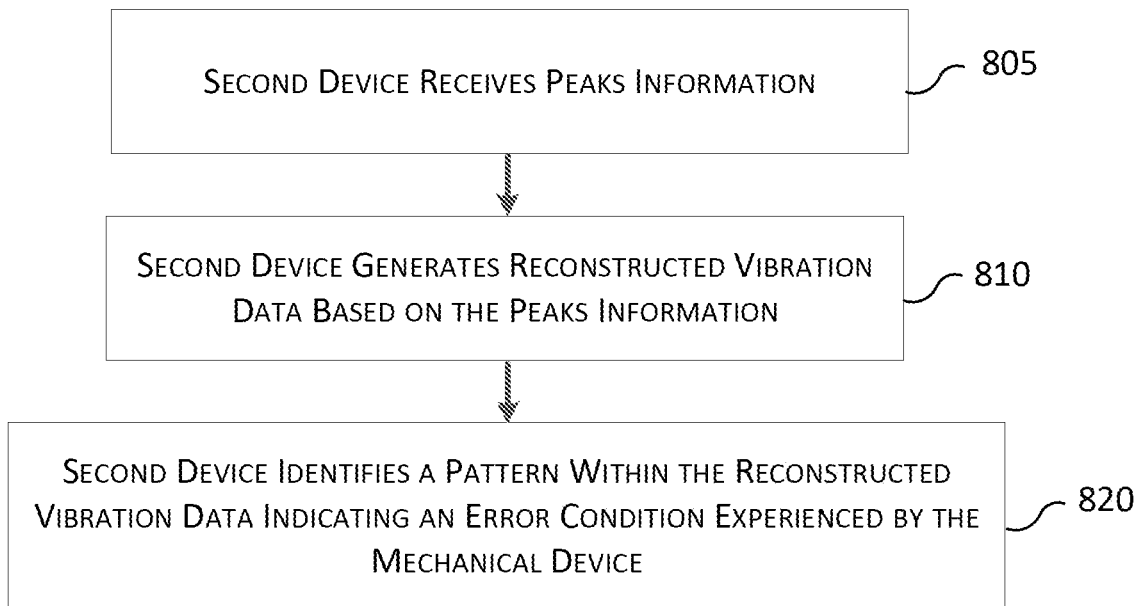 SECOND DEVICE RECEIVES PEAKS INFORMATION
805
SECOND DEVICE GENERATES RECONSTRUCTED VIBRATION
DATA BASED ON THE PEAKS INFORMATION
810
SECOND DEVICE IDENTIFIES A PATTERN WITHIN THE RECONSTRUCTED
VIBRATION DATA INDICATING AN ERROR CONDITION EXPERIENCED BY THE
MECHANICAL DEVICE
820